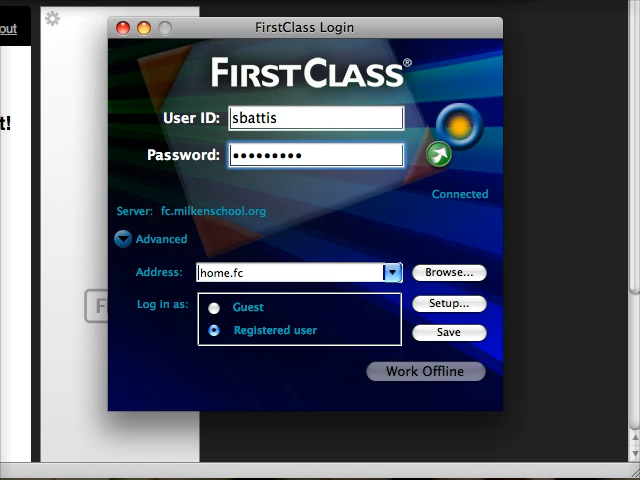 out
t!
FirstClass Login
FIRSTCLASS®
User ID: sbattis
Password: •••••••••
Connected
Server: fc.milkenschool.org
Advanced
Address: home.fc
Browse...
Log in as:
Guest
Setup...
Registered user
Save
Work Offline